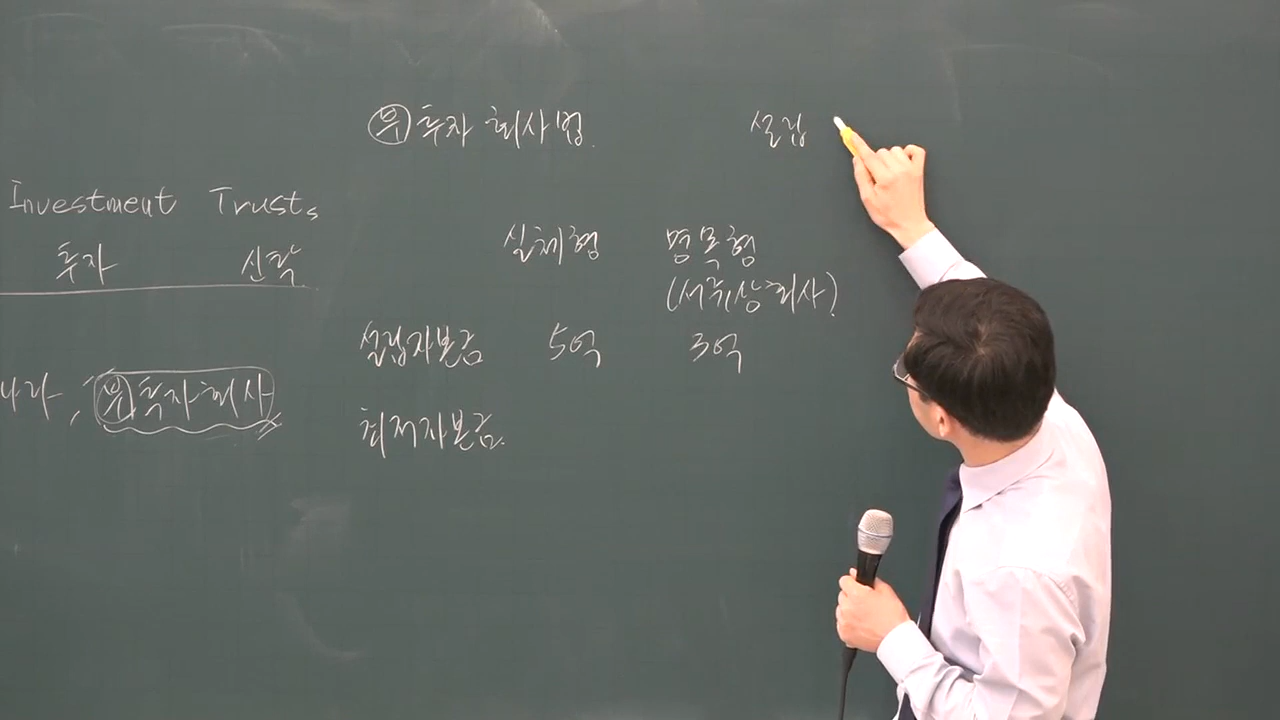 Investment Trusts
투자 신탁
나라, 부투자회사
부투자회사법.
설립
실체형 명목형
(서류상회사)
설립자본금 5억 3억
최저자본금.